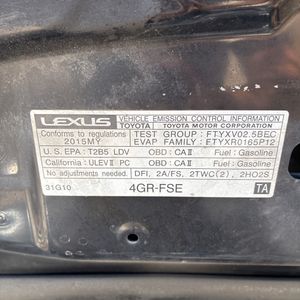 LEXUS VEHICLE EMISSION CONTROL INFORMATION
TOYOTA TOYOTA MOTOR CORPORATION
Conforms to regulations TEST GROUP : FTYXV02.5BEC
2015MY EVAP FAMILY: FTYXR0165P12
U.S. EPA : T2B5 LDV OBD : CAⅡ Fuel : Gasoline
California : ULEVⅡ PC OBD : CAⅡ Fuel : Gasoline
No adjustments needed. DFI, 2A/FS, 2TWC(2), 2HO2S
31G10 4GR-FSE TA